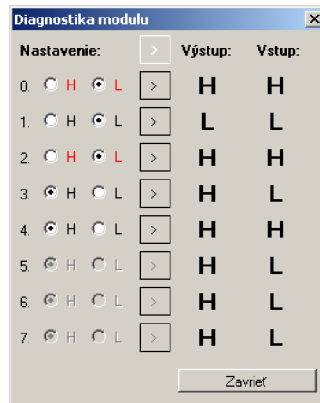 Diagnostika modulu
Nastavenie: > Výstup: Vstup:
0. H L > H H
1. H L > L L
2. H L > H H
3. H L > H L
4. H L > H H
5. H L > H L
6. H L > H L
7. H L > H L
Zavrieť